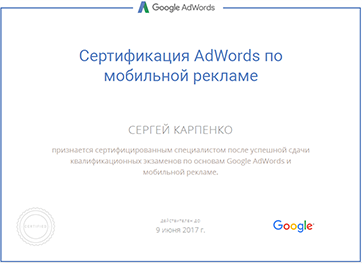 Google AdWords
Сертификация AdWords по
мобильной рекламе
СЕРГЕЙ КАРПЕНКО
признается сертифицированным специалистом после успешной сдачи
квалификационных экзаменов по основам Google AdWords и
мобильной рекламе.
CERTIFIED
ДЕЙСТВИТЕЛЕН ДО
9 июня 2017 г.
Google